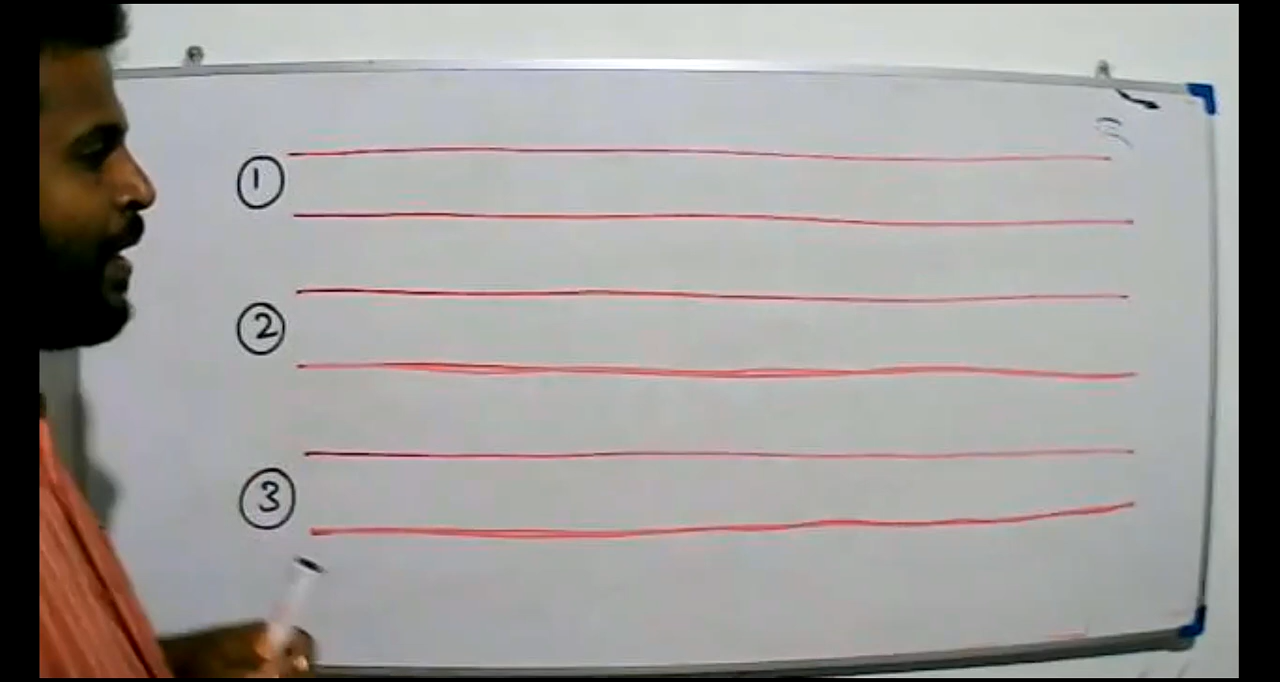 ①
②
③